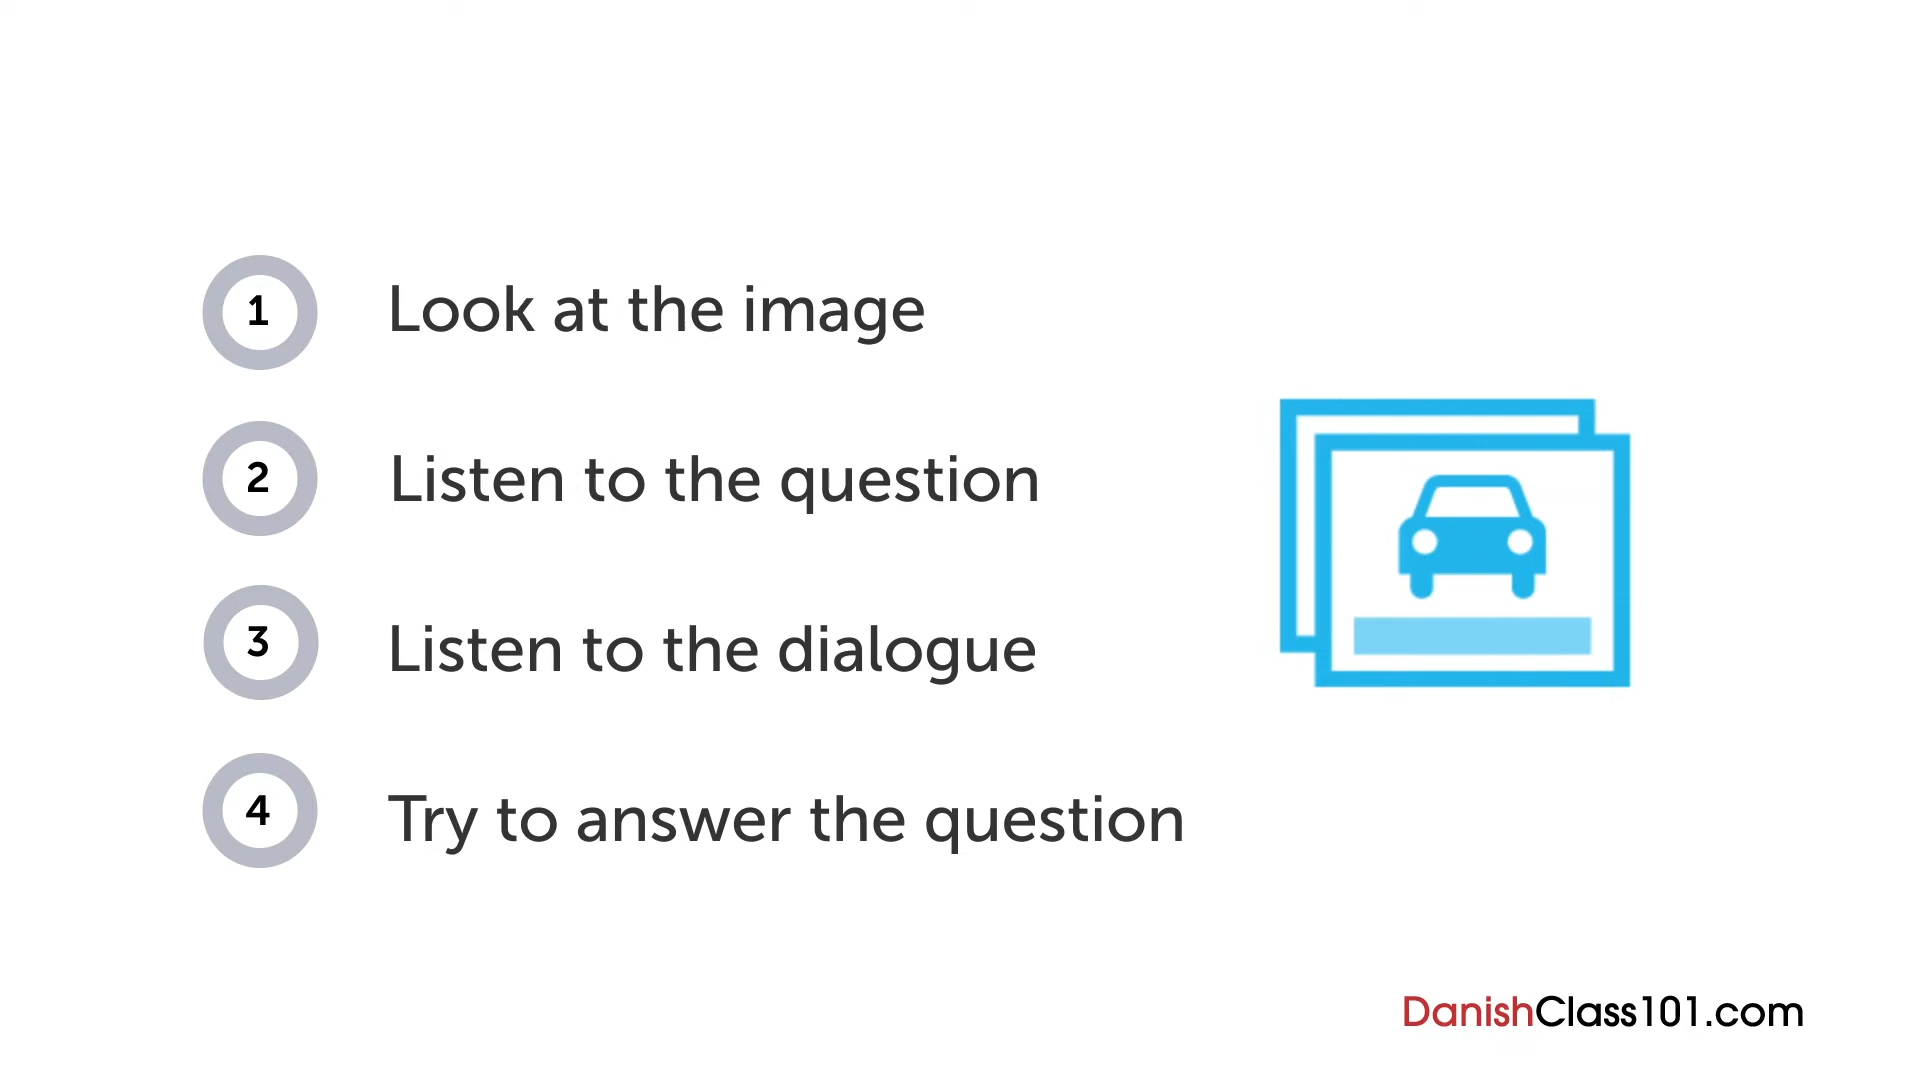 1 Look at the image
2 Listen to the question
3 Listen to the dialogue
4 Try to answer the question
DanishClass101.com